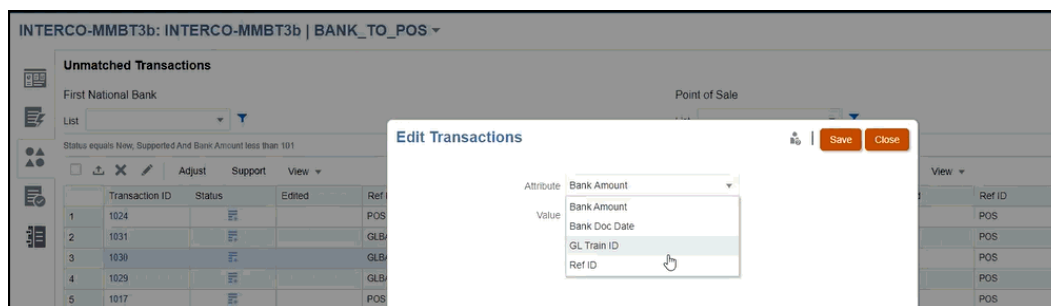 INTERCO-MMBT3b: INTERCO-MMBT3b | BANK_TO_POS
Unmatched Transactions
First National Bank
Point of Sale
List
Status equals New, Supported And Bank Amount less than 101
Adjust Support View
View
Transaction ID Status Edited Ref I
Ref ID
1 1024 POS
POS
2 1031 GLBA
POS
3 1030 GLBA
POS
4 1029 GLBA
POS
5 1017 POS
POS
Edit Transactions
Save Close
Attribute Bank Amount
Value
Bank Amount
Bank Doc Date
GL Train ID
Ref ID